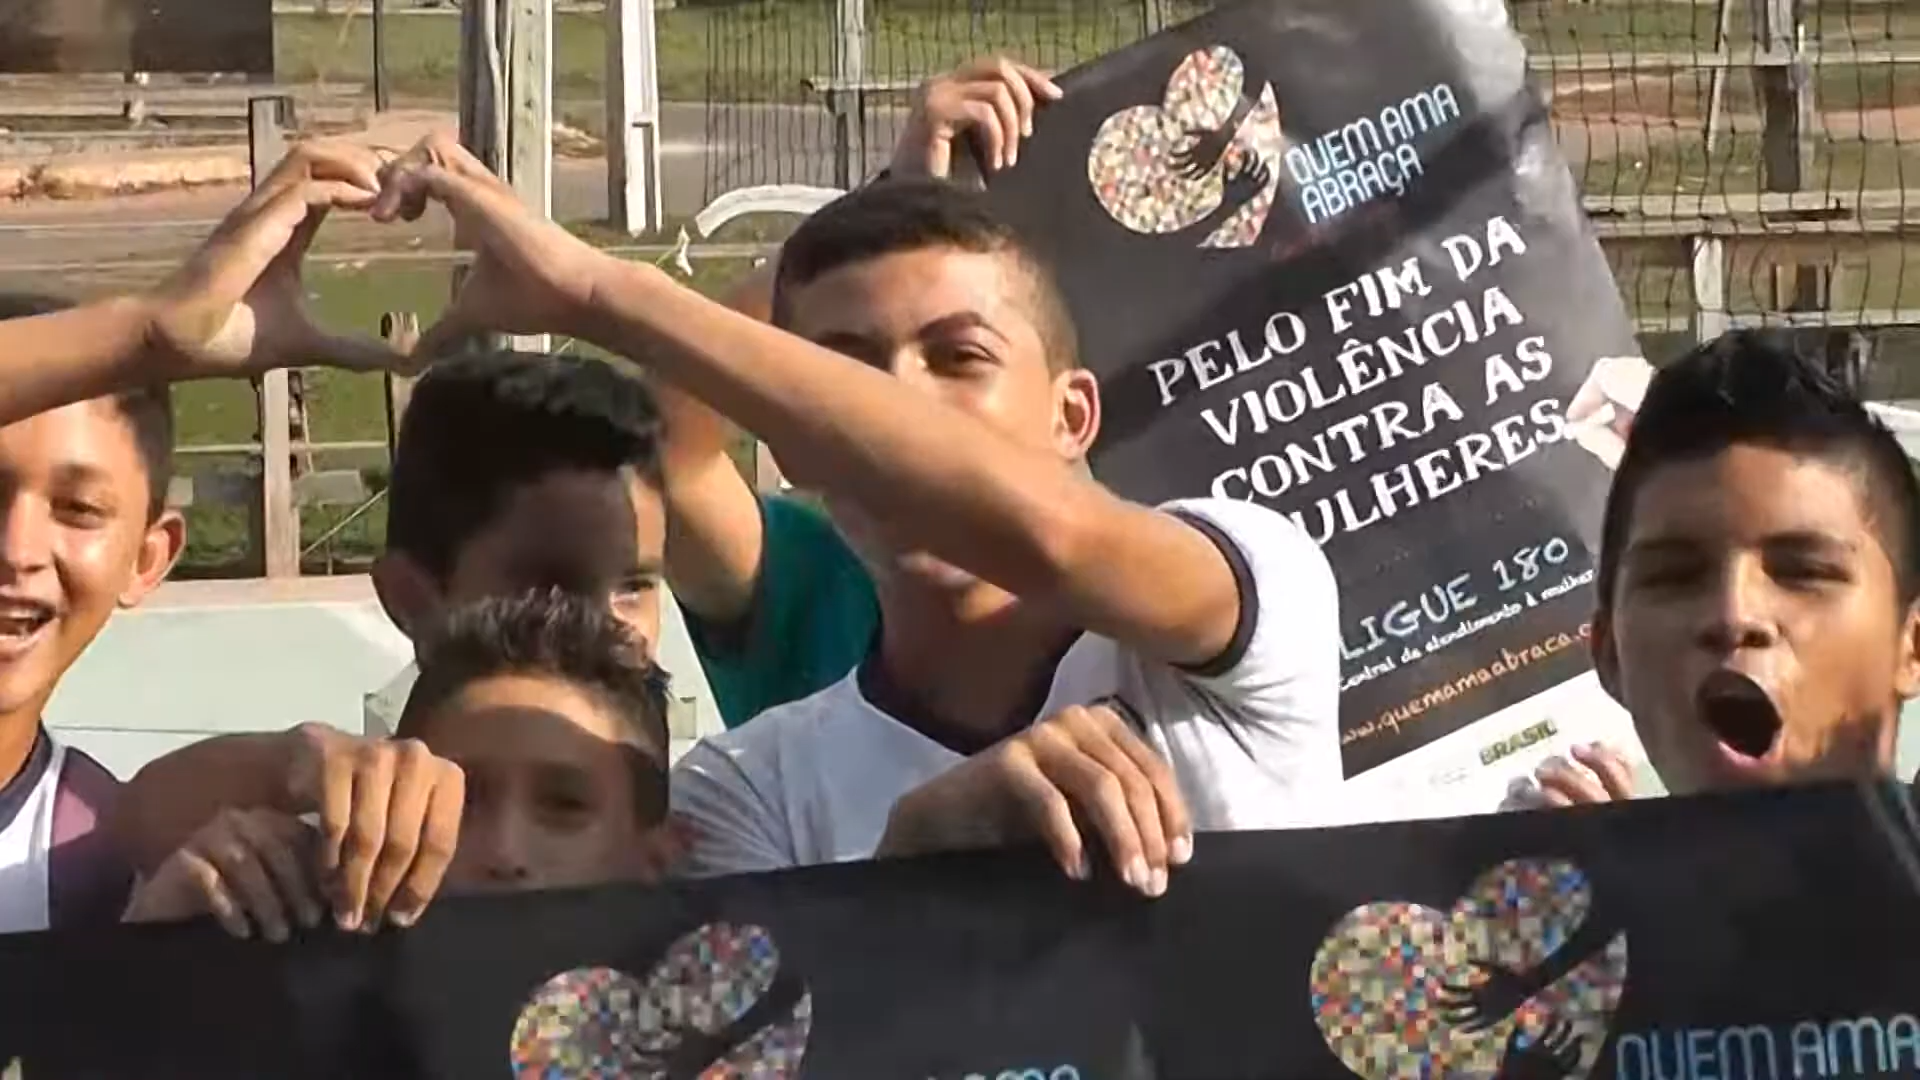 QUEM AMA
ABRAÇA
PELO FIM DA
VIOLÊNCIA
CONTRA AS
ULHERES
LIGUE 180
central de atendimento à mulher
www.quemamaabraca.
BRASIL
QUEM AMA